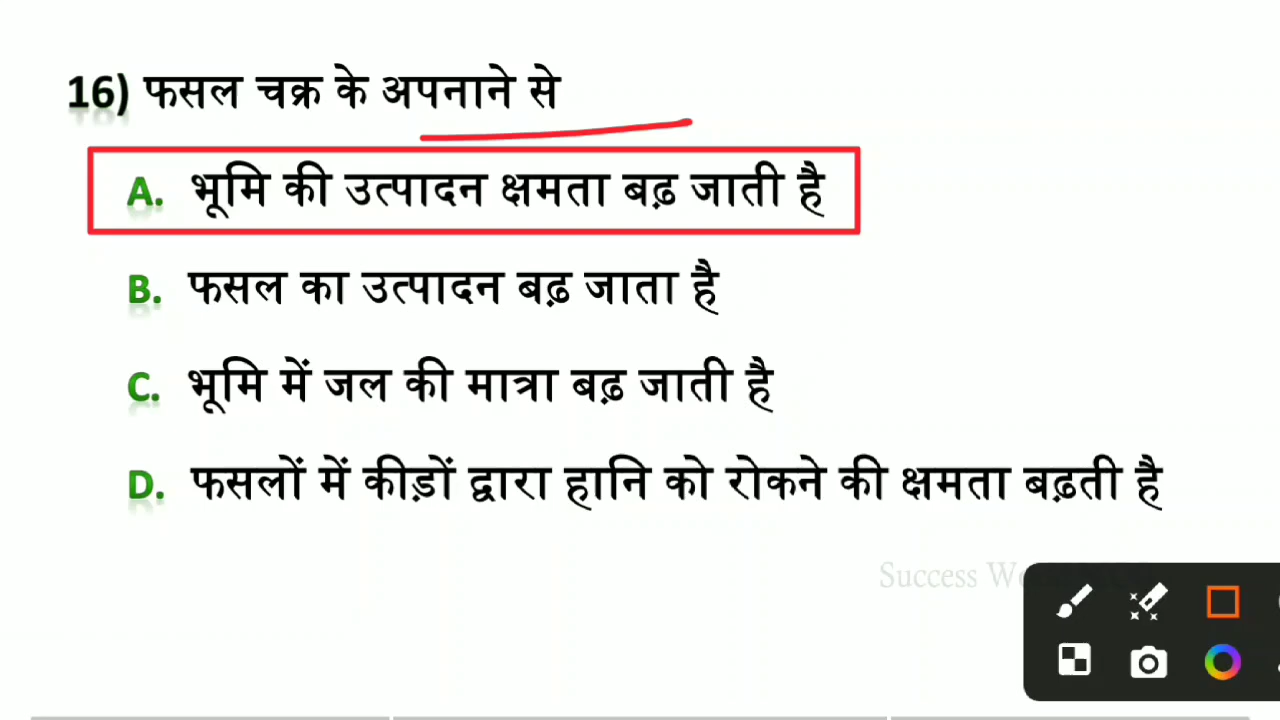 16) फसल चक्र के अपनाने से
A. भूमि की उत्पादन क्षमता बढ़ जाती है
B. फसल का उत्पादन बढ़ जाता है
C. भूमि में जल की मात्रा बढ़ जाती है
D. फसलों में कीड़ों द्वारा हानि को रोकने की क्षमता बढ़ती है
Success